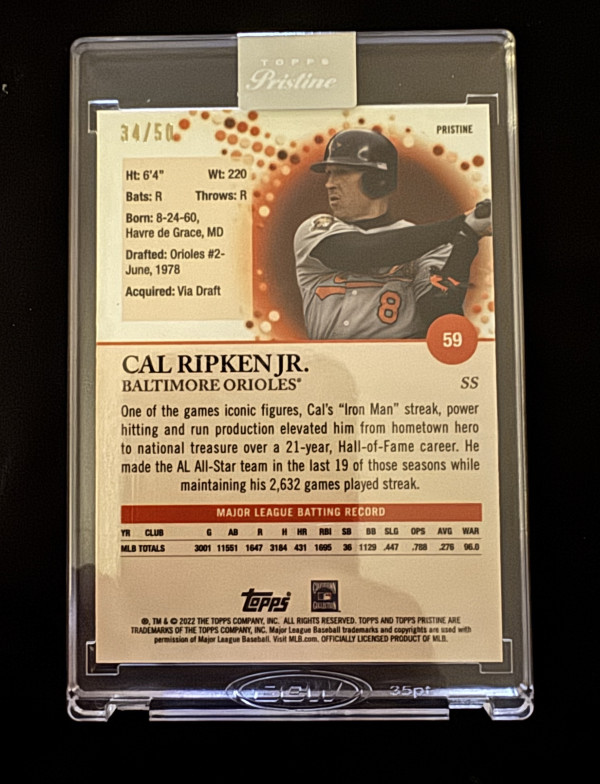 TOPPS
Pristine
34/50
PRISTINE
Ht: 6'4" Wt: 220
Bats: R Throws: R
Born: 8-24-60,
Havre de Grace, MD
Drafted: Orioles #2-
June, 1978
Acquired: Via Draft
8
59
CAL RIPKEN JR.
BALTIMORE ORIOLES®
SS
One of the games iconic figures, Cal's "Iron Man" streak, power
hitting and run production elevated him from hometown hero
to national treasure over a 21-year, Hall-of-Fame career. He
made the AL All-Star team in the last 19 of those seasons while
maintaining his 2,632 games played streak.
MAJOR LEAGUE BATTING RECORD
YR CLUB G AB R H HR RBI SB BB SLG OPS AVG WAR
MLB TOTALS 3001 11551 1647 3184 431 1695 36 1129 .447 .788 .276 96.0
Topps
COOPERSTOWN
COLLECTION
®, TM & © 2022 THE TOPPS COMPANY, INC. ALL RIGHTS RESERVED. TOPPS AND TOPPS PRISTINE ARE
TRADEMARKS OF THE TOPPS COMPANY, INC. Major League Baseball trademarks and copyrights are used with
permission of Major League Baseball. Visit MLB.com. OFFICIALLY LICENSED PRODUCT OF MLB.
BCW 35pt